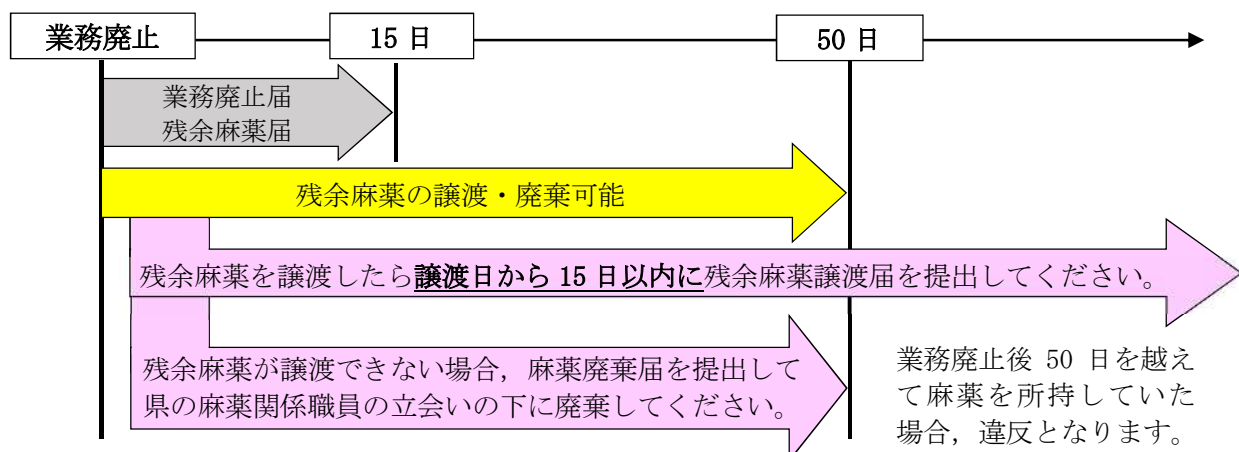 業務廃止
15 日
50 日
業務廃止届
残余麻薬届
残余麻薬の譲渡・廃棄可能
残余麻薬を譲渡したら譲渡日から 15 日以内に残余麻薬譲渡届を提出してください。
残余麻薬が譲渡できない場合，麻薬廃棄届を提出して
県の麻薬関係職員の立会いの下に廃棄してください。
業務廃止後 50 日を越え
て麻薬を所持していた
場合，違反となります。